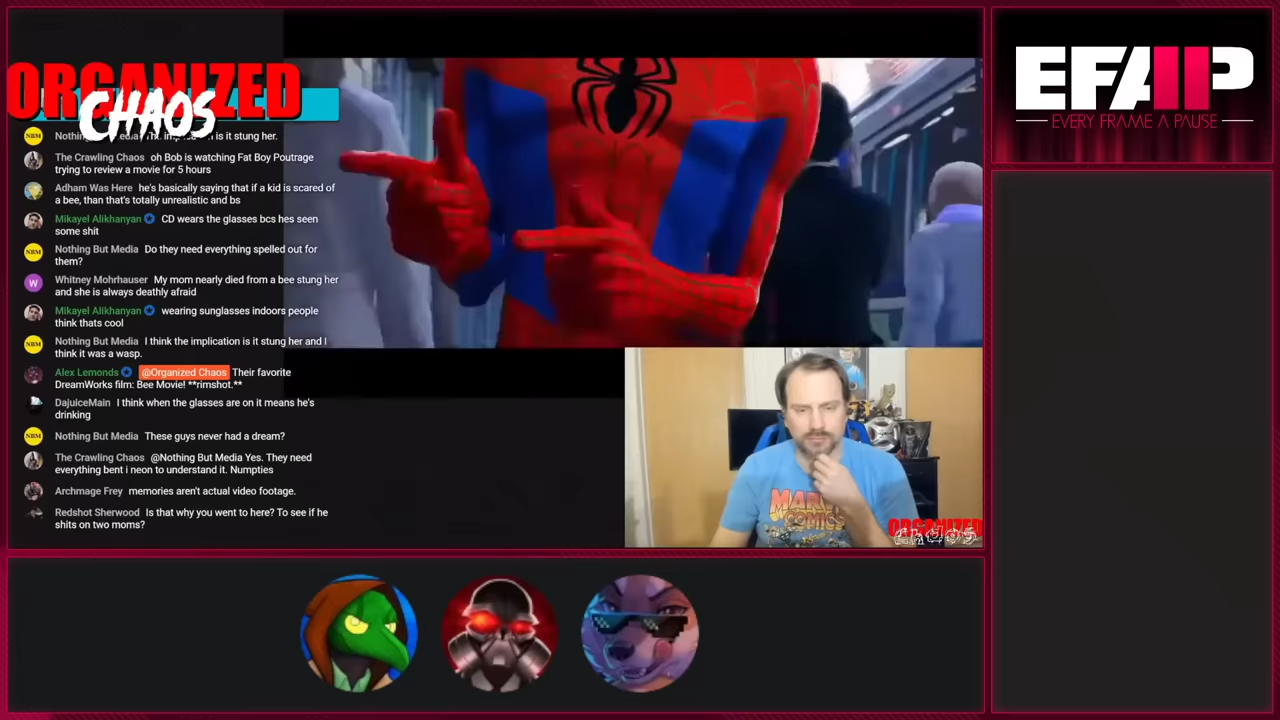 ORGANIZED
CHAOS
NBM
is it stung her.
The Crawling Chaos oh Bob is watching Fat Boy Poutrage
trying to review a movie for 5 hours
Adham Was Here he's basically saying that if a kid is scared of
a bee, than that's totally unrealistic and bs
Mikayel Alikhanyan CD wears the glasses bcs hes seen
some shit
NBM
Nothing But Media Do they need everything spelled out for
them?
W
Whitney Mohrhauser My mom nearly died from a bee stung her
and she is always deathly afraid
Mikayel Alikhanyan wearing sunglasses indoors people
think thats cool
NBM
Nothing But Media I think the implication is it stung her and I
think it was a wasp.
Alex Lemonds @Organized Chaos Their favorite
DreamWorks film: Bee Movie! **rimshot.**
DajuiceMain I think when the glasses are on it means he's
drinking
NBM
Nothing But Media These guys never had a dream?
The Crawling Chaos @Nothing But Media Yes. They need
everything bent i neon to understand it. Numpties
Archmage Frey memories aren't actual video footage.
Redshot Sherwood Is that why you went to here? To see if he
shits on two moms?
MARVEL
COMICS
ORGANIZED
CHAOS
EFAP
EVERY FRAME A PAUSE